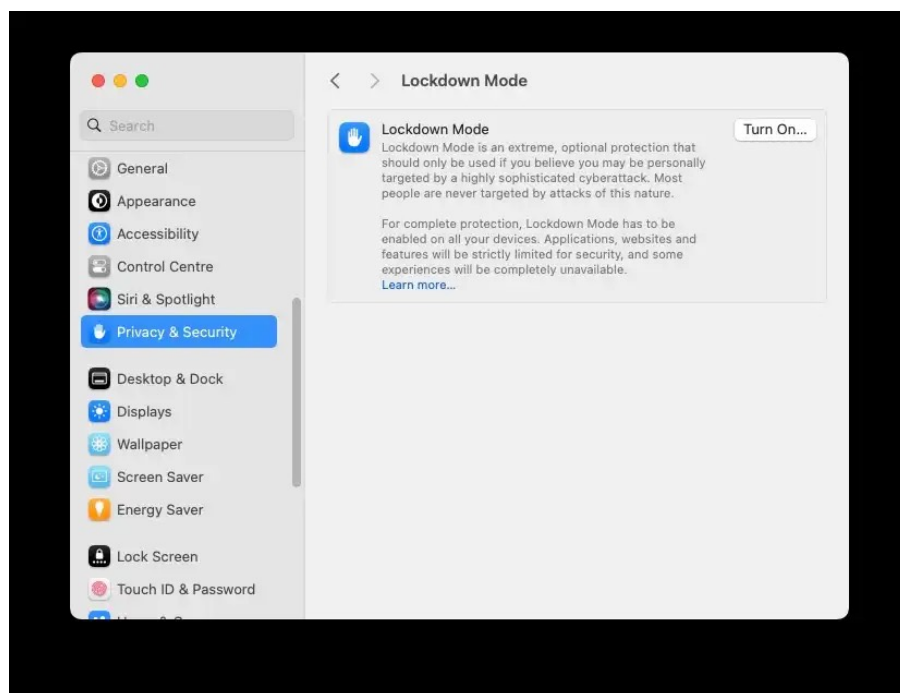 Lockdown Mode
Search
General
Appearance
Accessibility
Control Centre
Siri & Spotlight
Privacy & Security
Desktop & Dock
Displays
Wallpaper
Screen Saver
Energy Saver
Lock Screen
Touch ID & Password
Lockdown Mode
Turn On...
Lockdown Mode is an extreme, optional protection that
should only be used if you believe you may be personally
targeted by a highly sophisticated cyberattack. Most
people are never targeted by attacks of this nature.
For complete protection, Lockdown Mode has to be
enabled on all your devices. Applications, websites and
features will be strictly limited for security, and some
experiences will be completely unavailable.
Learn more...